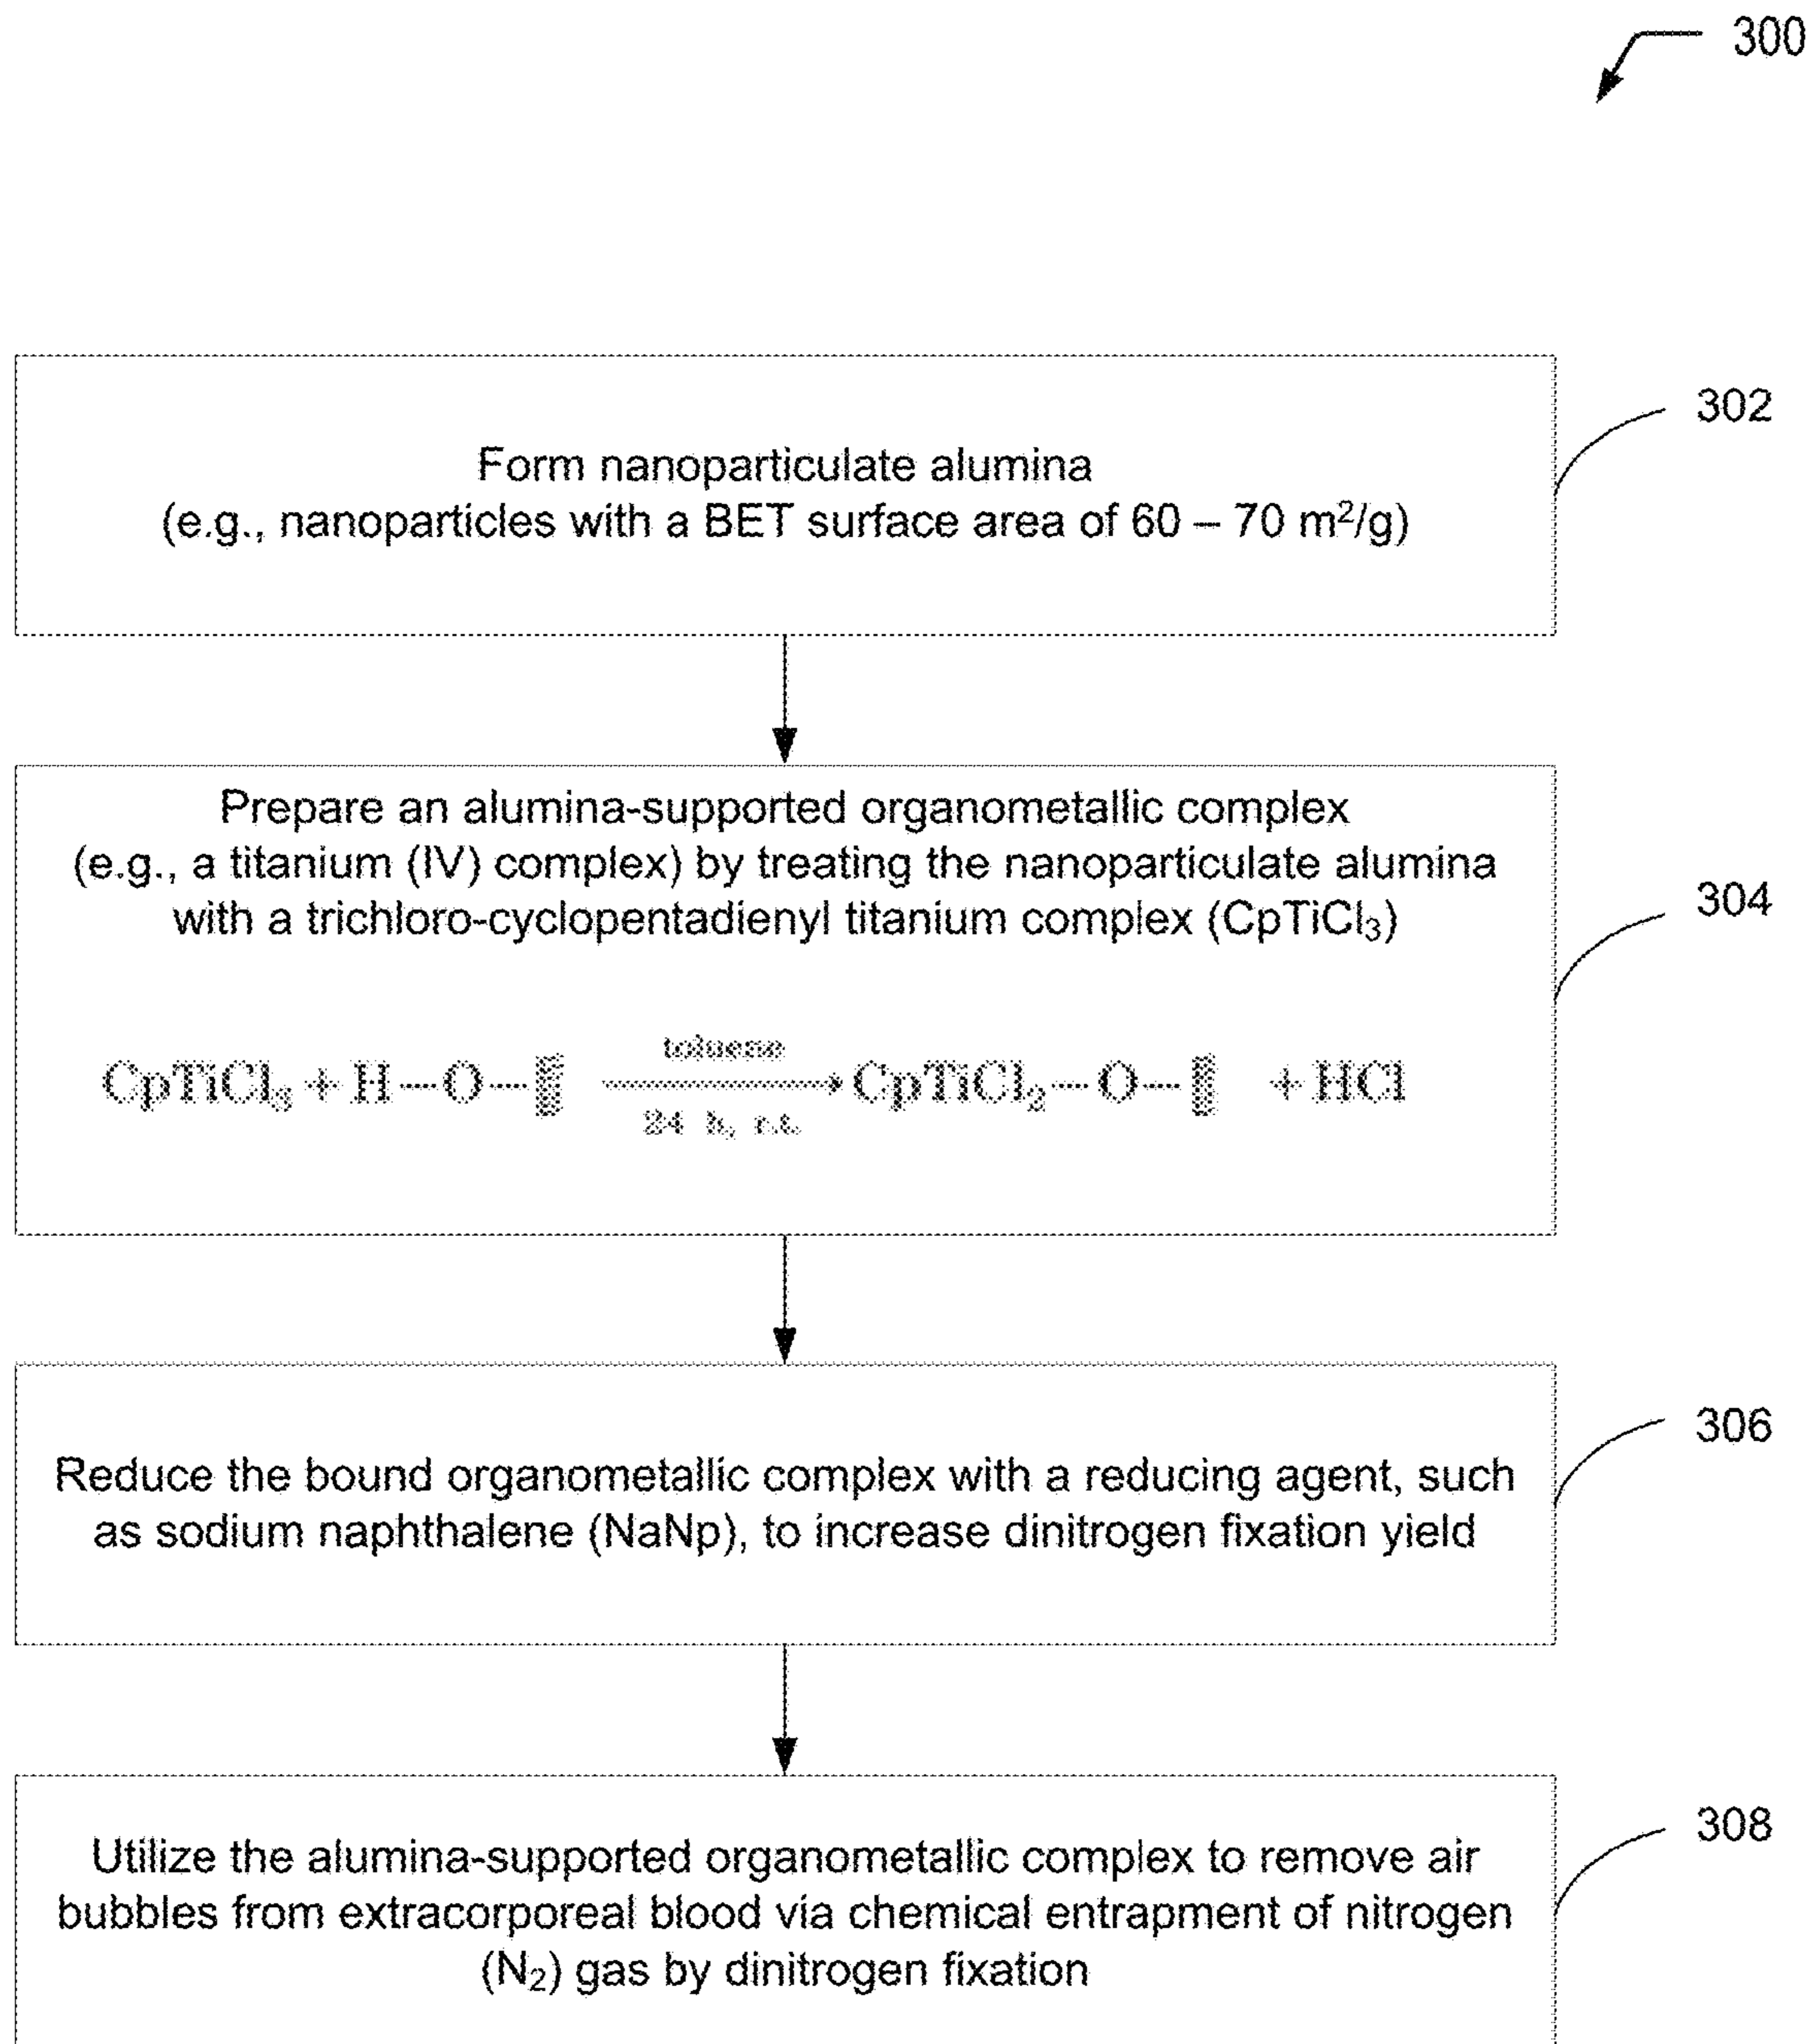 300
Form nanoparticulate alumina
(e.g., nanoparticles with a BET surface area of 60 – 70 m²/g)
302
Prepare an alumina-supported organometallic complex
(e.g., a titanium (IV) complex) by treating the nanoparticulate alumina
with a trichloro-cyclopentadienyl titanium complex (CpTiCl₃)
304
toluene
CpTiCl₃ + H—O— CpTiCl₂—O— + HCl
24 h, r.t.
Reduce the bound organometallic complex with a reducing agent, such
as sodium naphthalene (NaNp), to increase dinitrogen fixation yield
306
Utilize the alumina-supported organometallic complex to remove air
bubbles from extracorporeal blood via chemical entrapment of nitrogen
(N₂) gas by dinitrogen fixation
308